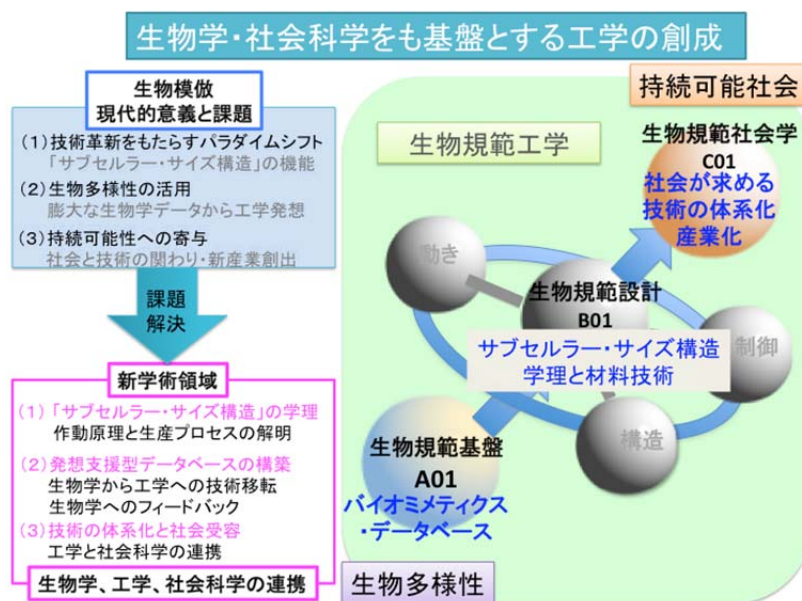 生物学・社会科学をも基盤とする工学の創成
生物模倣
現代的意義と課題
(1)技術革新をもたらすパラダイムシフト
「サブセルラー・サイズ構造」の機能
(2)生物多様性の活用
膨大な生物学データから工学発想
(3)持続可能性への寄与
社会と技術の関わり・新産業創出
課題
解決
新学術領域
(1)「サブセルラー・サイズ構造」の学理
作動原理と生産プロセスの解明
(2)発想支援型データベースの構築
生物学から工学への技術移転
生物学へのフィードバック
(3)技術の体系化と社会受容
工学と社会科学の連携
生物学、工学、社会科学の連携
持続可能社会
生物規範工学
生物規範社会学
C01
社会が求める
技術の体系化
産業化
動き
生物規範設計
B01
サブセルラー・サイズ構造
学理と材料技術
制御
構造
生物規範基盤
A01
バイオミメティクス
・データベース
生物多様性